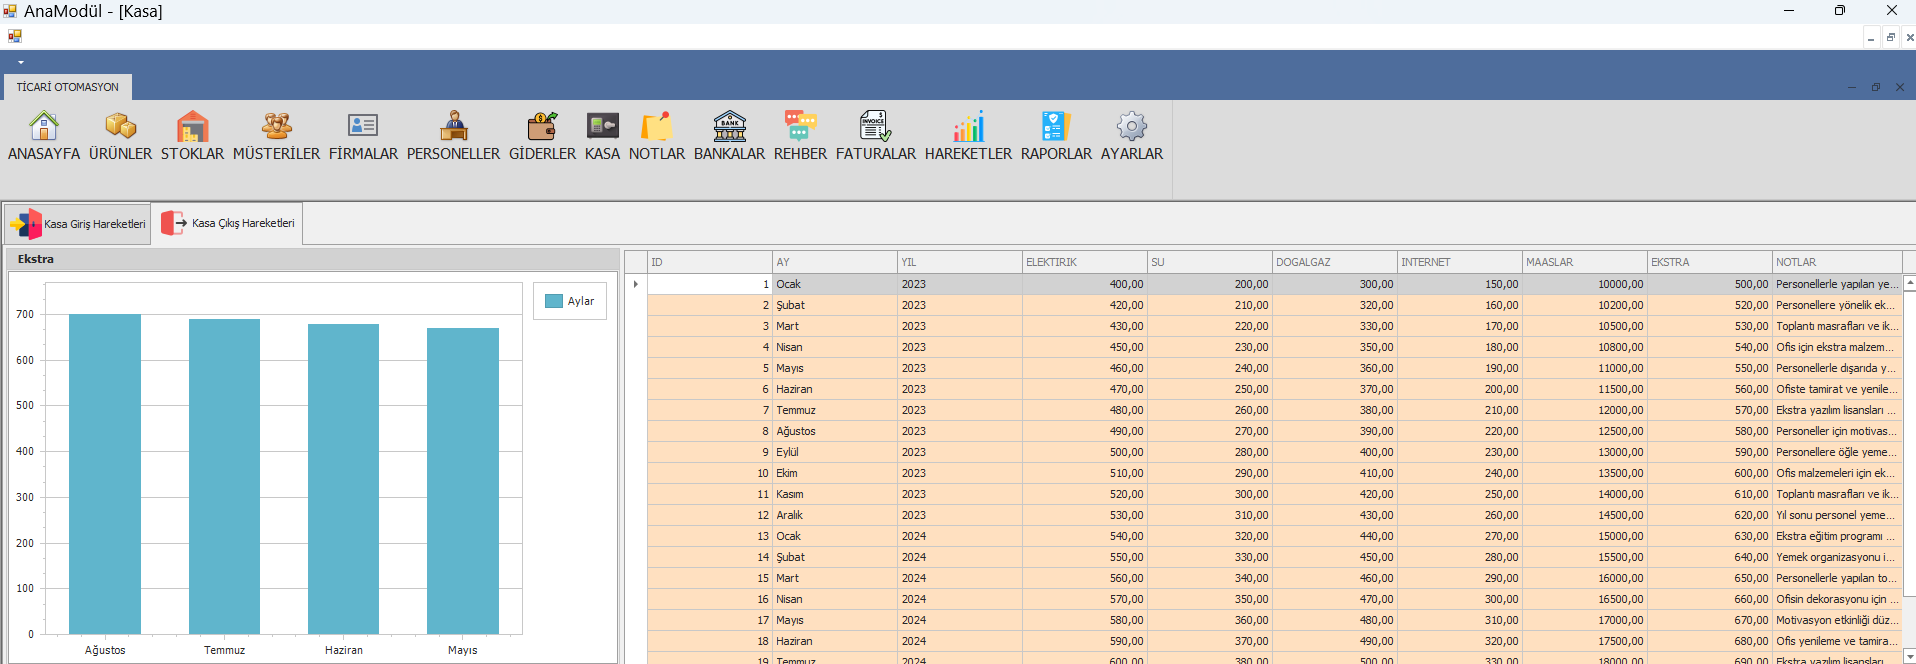 AnaModül - [Kasa]
TİCARİ OTOMASYON
ANASAYFA ÜRÜNLER STOKLAR MÜSTERİLER FİRMALAR PERSONELLER GİDERLER KASA NOTLAR BANKALAR REHBER FATURALAR HAREKETLER RAPORLAR AYARLAR
Kasa Giriş Hareketleri Kasa Çıkış Hareketleri
Ekstra
Aylar
700
600
500
400
300
200
100
0
Ağustos Temmuz Haziran Mayıs
ID AY YIL ELEKTIRIK SU DOGALGAZ INTERNET MAASLAR EKSTRA NOTLAR
1 Ocak 2023 400,00 200,00 300,00 150,00 10000,00 500,00 Personellerle yapılan ye...
2 Şubat 2023 420,00 210,00 320,00 160,00 10200,00 520,00 Personellere yönelik ek...
3 Mart 2023 430,00 220,00 330,00 170,00 10500,00 530,00 Toplantı masrafları ve ik...
4 Nisan 2023 450,00 230,00 350,00 180,00 10800,00 540,00 Ofis için ekstra malzem...
5 Mayıs 2023 460,00 240,00 360,00 190,00 11000,00 550,00 Personellerle dışarıda y...
6 Haziran 2023 470,00 250,00 370,00 200,00 11500,00 560,00 Ofiste tamirat ve yenile...
7 Temmuz 2023 480,00 260,00 380,00 210,00 12000,00 570,00 Ekstra yazılım lisansları ...
8 Ağustos 2023 490,00 270,00 390,00 220,00 12500,00 580,00 Personeller için motivas...
9 Eylül 2023 500,00 280,00 400,00 230,00 13000,00 590,00 Personellere öğle yeme...
10 Ekim 2023 510,00 290,00 410,00 240,00 13500,00 600,00 Ofis malzemeleri için ek...
11 Kasım 2023 520,00 300,00 420,00 250,00 14000,00 610,00 Toplantı masrafları ve ik...
12 Aralık 2023 530,00 310,00 430,00 260,00 14500,00 620,00 Yıl sonu personel yeme...
13 Ocak 2024 540,00 320,00 440,00 270,00 15000,00 630,00 Ekstra eğitim programı ...
14 Şubat 2024 550,00 330,00 450,00 280,00 15500,00 640,00 Yemek organizasyonu i...
15 Mart 2024 560,00 340,00 460,00 290,00 16000,00 650,00 Personellerle yapılan to...
16 Nisan 2024 570,00 350,00 470,00 300,00 16500,00 660,00 Ofisin dekorasyonu için ...
17 Mayıs 2024 580,00 360,00 480,00 310,00 17000,00 670,00 Motivasyon etkinliği düz...
18 Haziran 2024 590,00 370,00 490,00 320,00 17500,00 680,00 Ofis yenileme ve tamira...
19 Temmuz 2024 600,00 380,00 500,00 330,00 18000,00 690,00 Ekstra yazılım lisansları ...